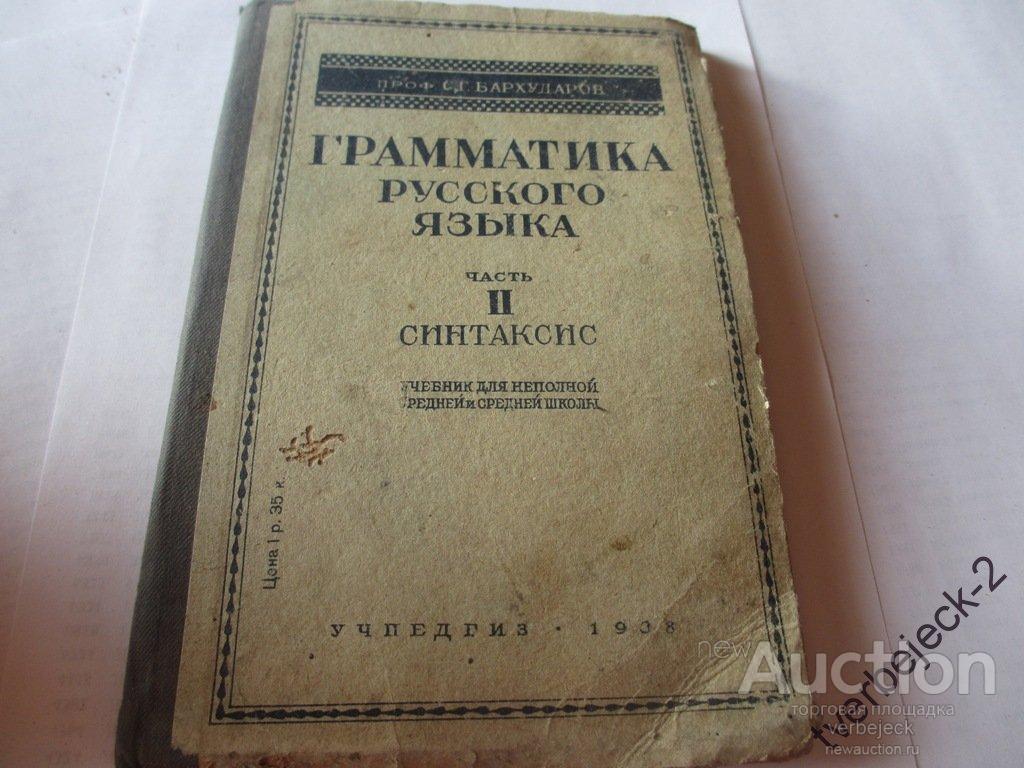 ПРОФ. С.Г. БАРХУДАРОВ
ГРАММАТИКА
РУССКОГО
ЯЗЫКА
ЧАСТЬ
II
СИНТАКСИС
УЧЕБНИК ДЛЯ НЕПОЛНОЙ
СРЕДНЕЙ и СРЕДНЕЙ ШКОЛЫ
Цена 1 р. 35 к.
УЧПЕДГИЗ · 1938
newAuction
торговая площадка
verbejeck
newauction.ru
tverbejeck-2